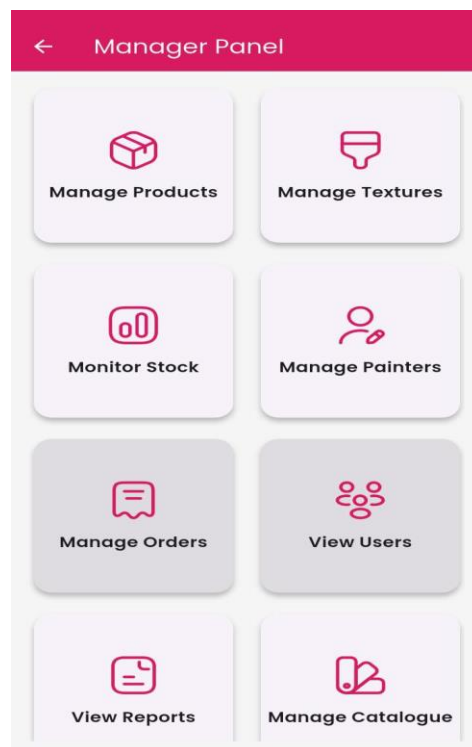 Manager Panel
Manage Products
Manage Textures
Monitor Stock
Manage Painters
Manage Orders
View Users
View Reports
Manage Catalogue